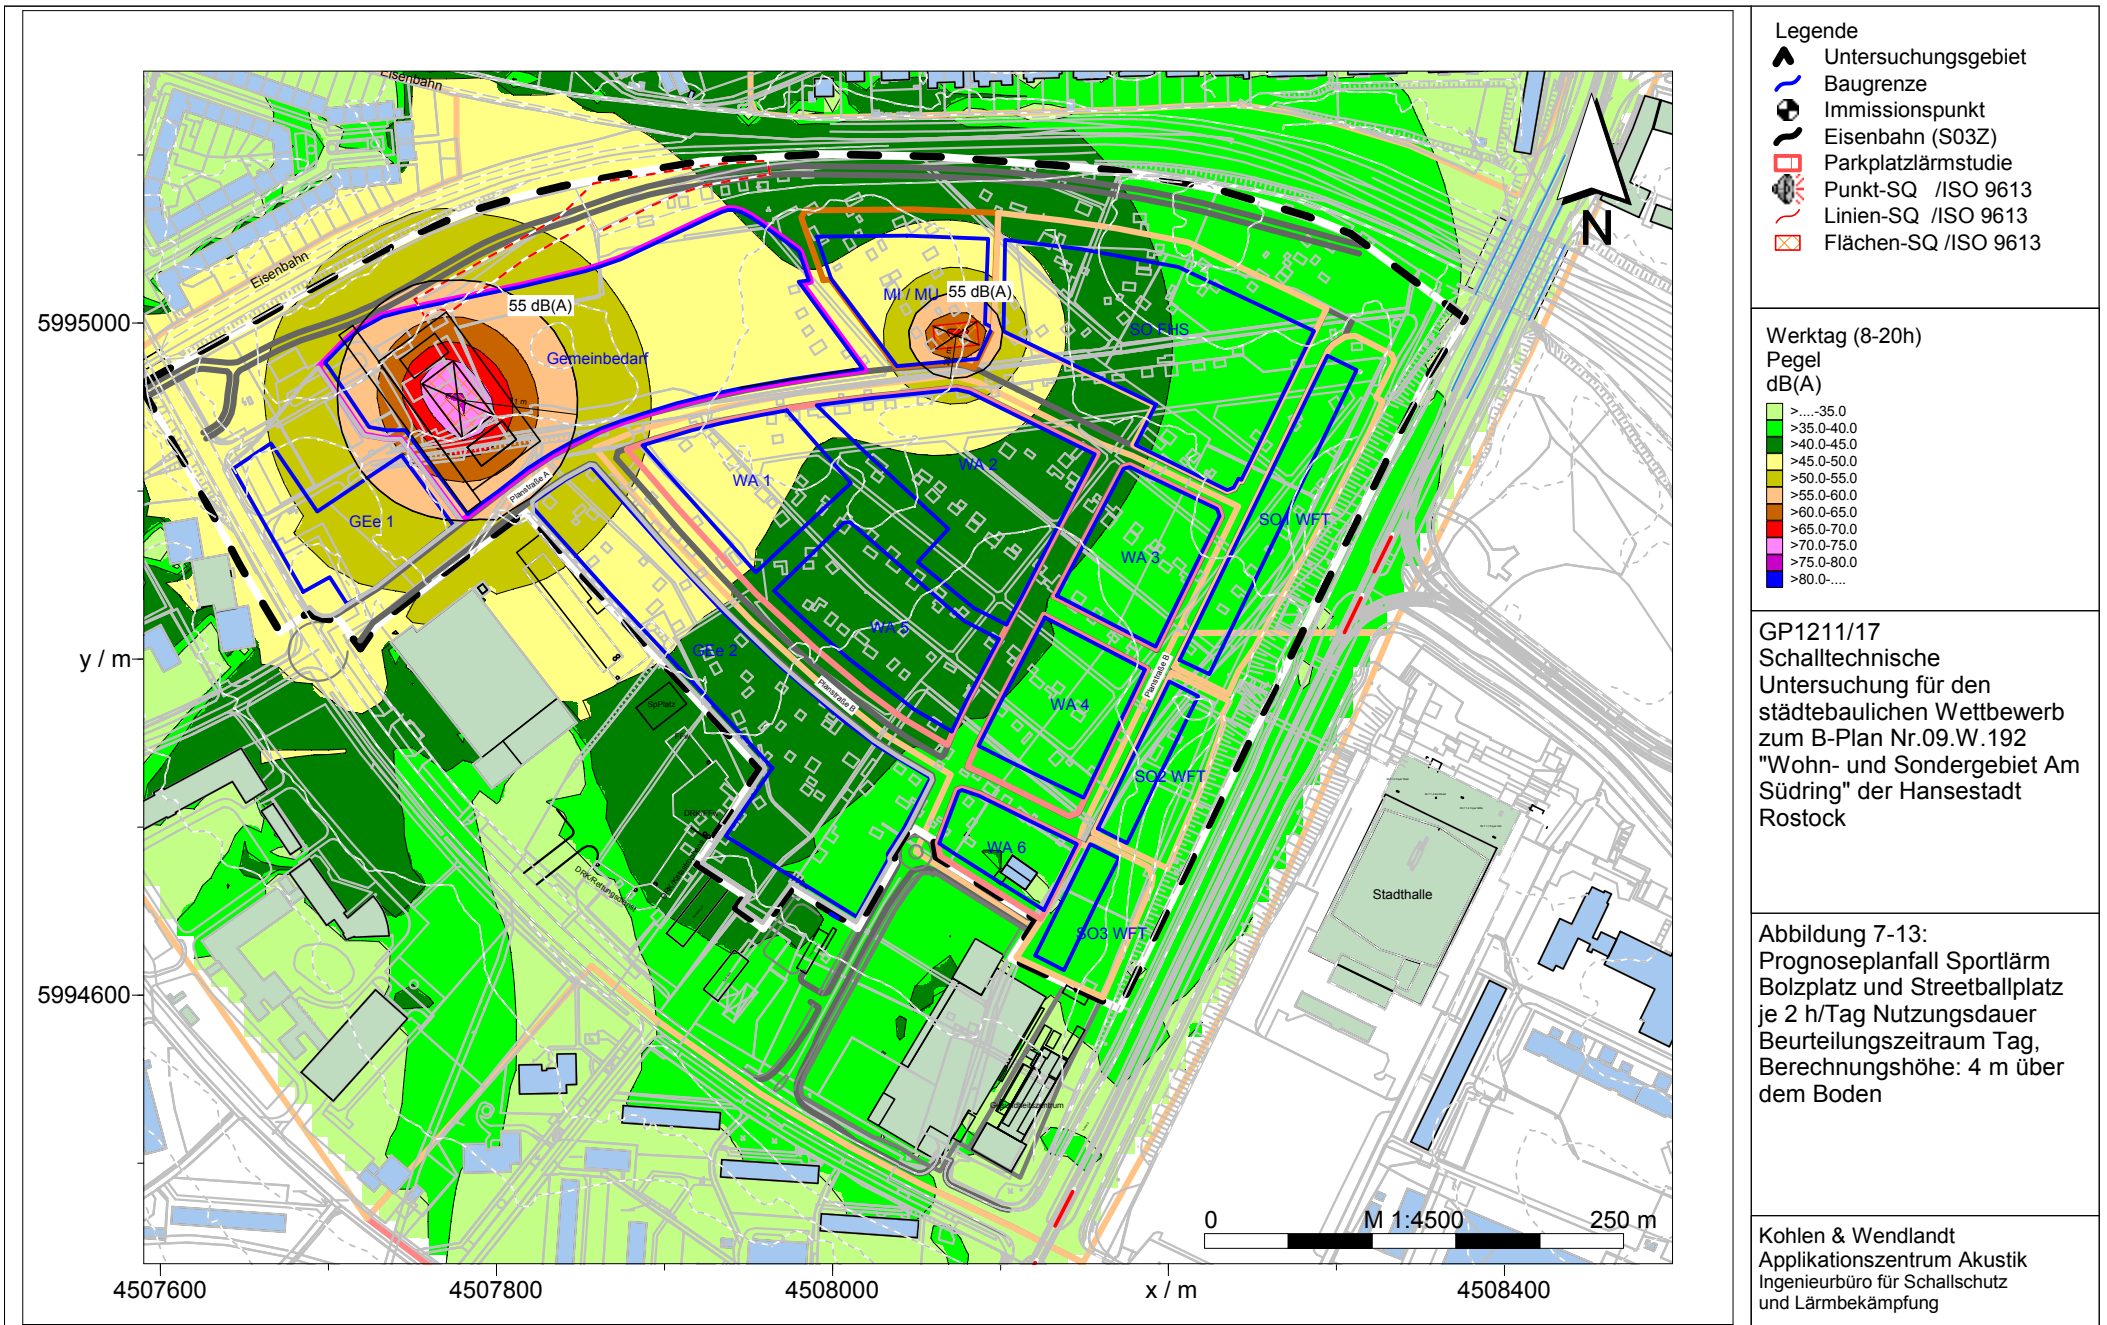 Eisenbahn
Eisenbahn
55 dB(A)
MI / MU
55 dB(A)
SO FHS
Gemeinbedarf
5995000
WA 2
WA 1
Planstraße A
GEe 1
SO1 WFT
WA 3
WA 5
GEe 2
y / m
Planstraße B
Planstraße B
WA 4
SpPlatz
SO2 WFT
WA 6
DRK/Rettungsdienst
Stadthalle
SO3 WFT
5994600
Gesundheitszentrum
0 M 1:4500 250 m
4507600 4507800 4508000 x / m 4508400
N
Legende
Untersuchungsgebiet
Baugrenze
Immissionspunkt
Eisenbahn (S03Z)
Parkplatzlärmstudie
Punkt-SQ /ISO 9613
Linien-SQ /ISO 9613
Flächen-SQ /ISO 9613
Werktag (8-20h)
Pegel
dB(A)
>....-35.0
>35.0-40.0
>40.0-45.0
>45.0-50.0
>50.0-55.0
>55.0-60.0
>60.0-65.0
>65.0-70.0
>70.0-75.0
>75.0-80.0
>80.0-....
GP1211/17
Schalltechnische
Untersuchung für den
städtebaulichen Wettbewerb
zum B-Plan Nr.09.W.192
"Wohn- und Sondergebiet Am
Südring" der Hansestadt
Rostock
Abbildung 7-13:
Prognoseplanfall Sportlärm
Bolzplatz und Streetballplatz
je 2 h/Tag Nutzungsdauer
Beurteilungszeitraum Tag,
Berechnungshöhe: 4 m über
dem Boden
Kohlen & Wendlandt
Applikationszentrum Akustik
Ingenieurbüro für Schallschutz
und Lärmbekämpfung